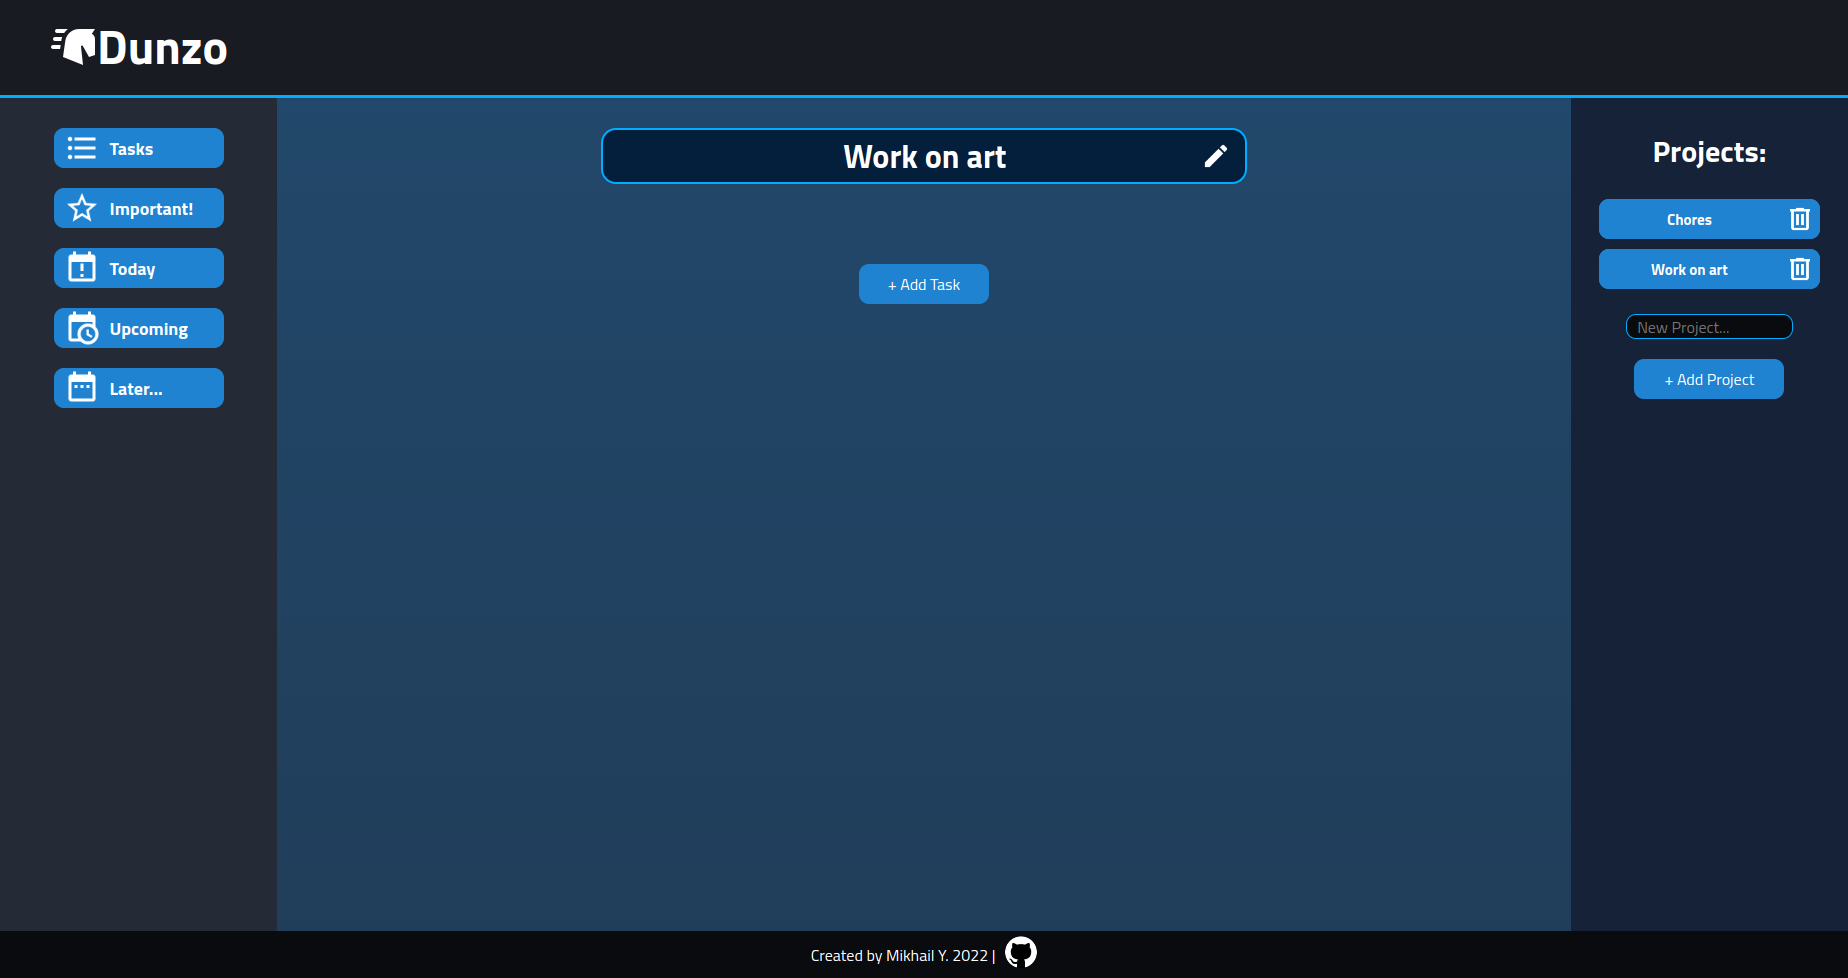 Dunzo
Tasks
Important!
Today
Upcoming
Later...
Work on art
+ Add Task
Projects:
Chores
Work on art
New Project...
+ Add Project
Created by Mikhail Y. 2022 |